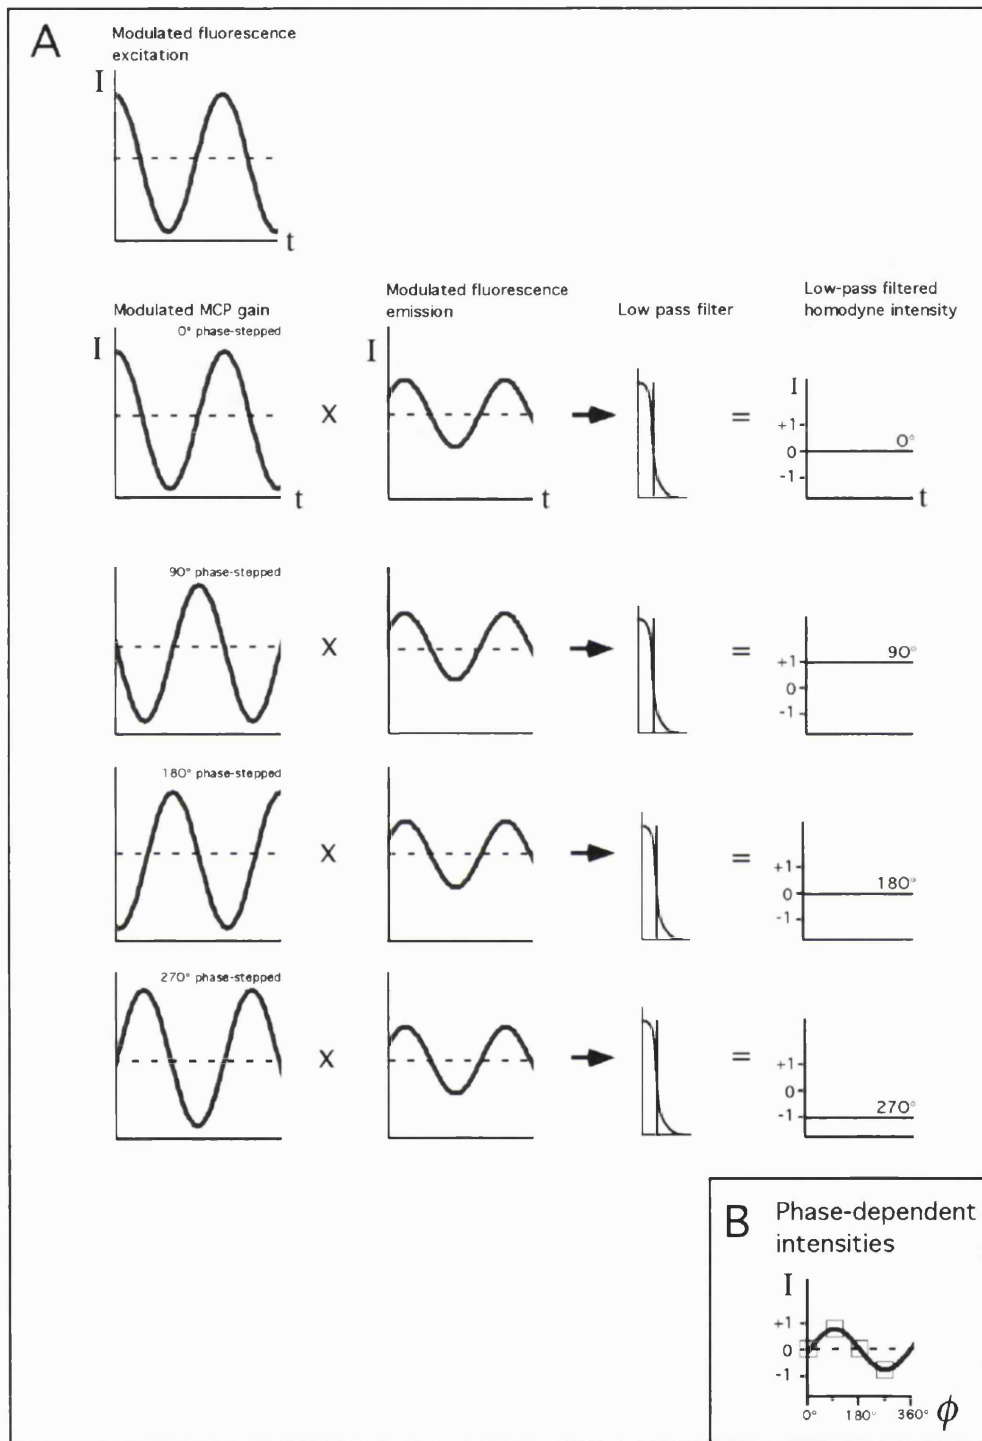 A
Modulated fluorescence
excitation
I
t
Modulated MCP gain
0° phase-stepped
I
t
X
Modulated fluorescence
emission
I
t
Low pass filter
=
Low-pass filtered
homodyne intensity
I
+1
0
-1
0°
t
90° phase-stepped
X
=
+1
0
-1
90°
180° phase-stepped
X
=
+1
0
-1
180°
270° phase-stepped
X
=
+1
0
-1
270°
B
Phase-dependent
intensities
I
+1
0
-1
0° 180° 360° ϕ